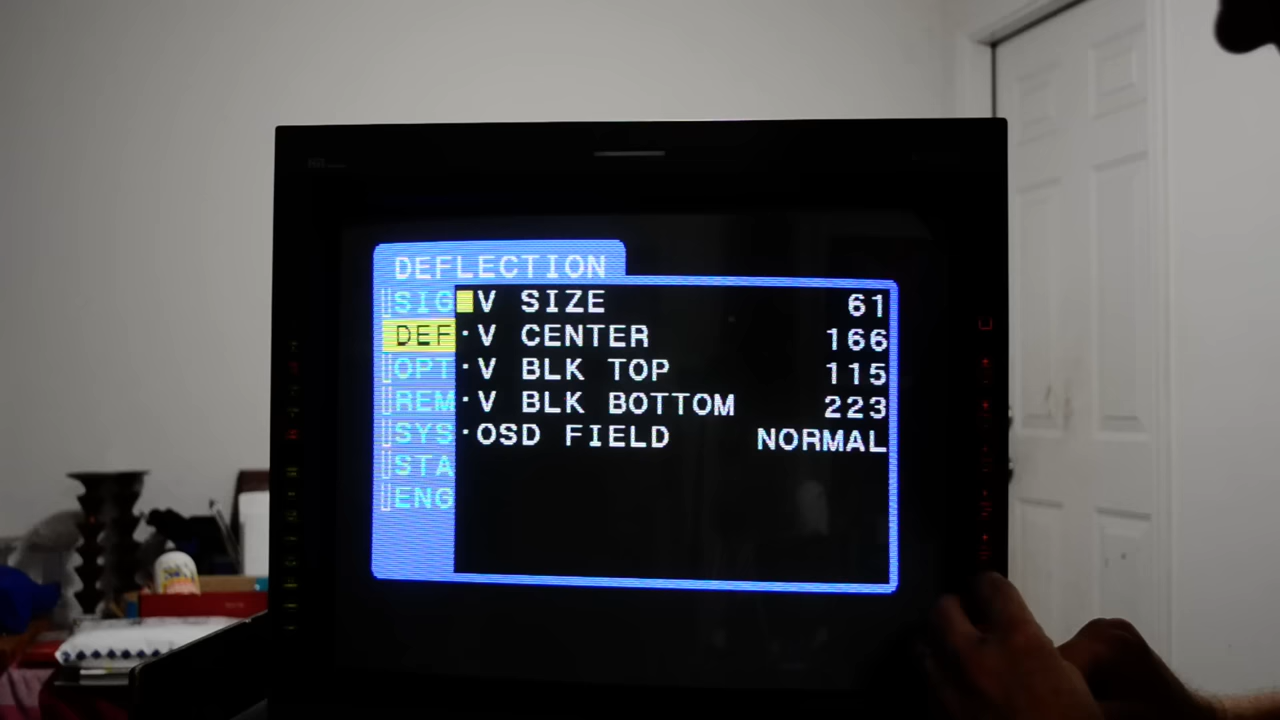 DEFLECTION
SIG
V SIZE 61
DEF ·V CENTER 166
OPT ·V BLK TOP 115
REM ·V BLK BOTTOM 223
SYS ·OSD FIELD NORMAL
STA
ENG